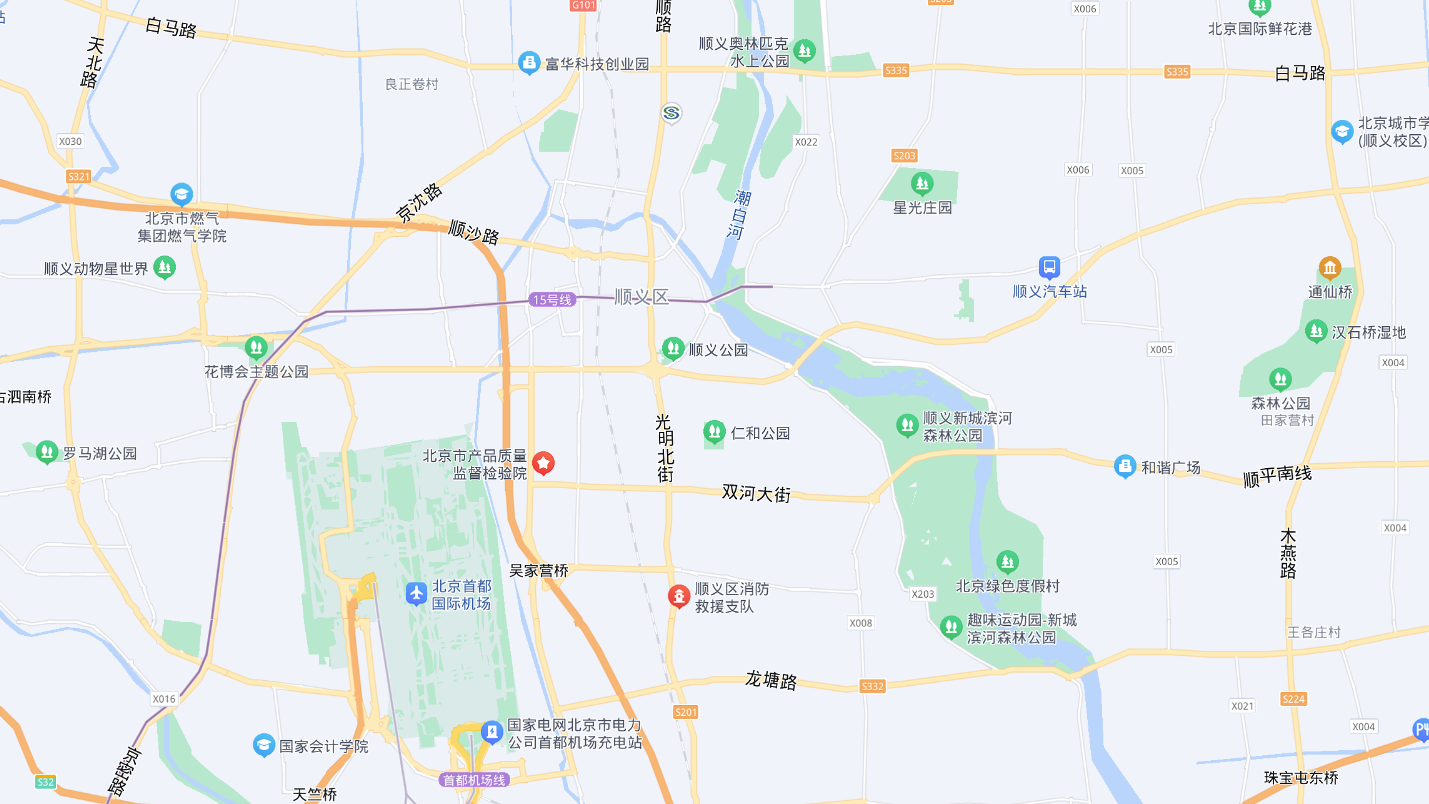 G101
X006
S203
白马路
顺路
北京国际鲜花港
天北路
顺义奥林匹克
水上公园
富华科技创业园
S335
S335
白马路
良正卷村
北京城市学
(顺义校区)
X030
X022
S203
S321
X006
X005
京沈路
潮白河
星光庄园
北京市燃气
集团燃气学院
顺沙路
顺义动物星世界
顺义汽车站
通仙桥
15号线
顺义区
汉石桥湿地
顺义公园
X005
X004
花博会主题公园
古泗南桥
森林公园
田家营村
光明北街
仁和公园
顺义新城滨河
森林公园
罗马湖公园
北京市产品质量
监督检验院
和谐广场
顺平南线
双河大街
X004
木燕路
吴家营桥
X005
北京首都
国际机场
顺义区消防
救援支队
北京绿色度假村
X203
X008
趣味运动园-新城
滨河森林公园
王各庄村
龙塘路
S332
X016
S201
X021
S224
国家电网北京市电力
公司首都机场充电站
X004
国家会计学院
京密路
S32
首都机场线
珠宝屯东桥
天竺桥